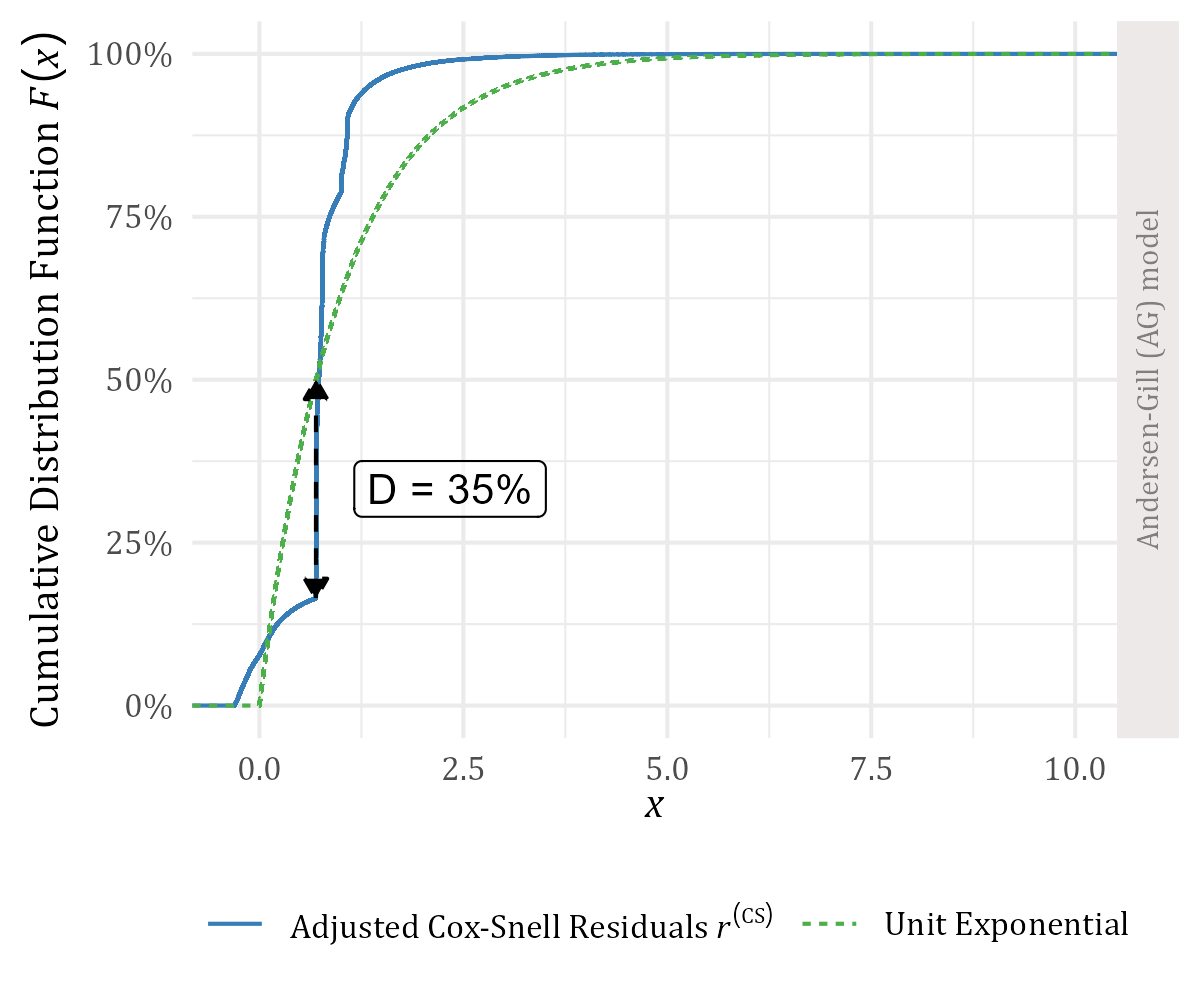 Cumulative Distribution Function F(x)
100%
75%
50%
25%
0%
D = 35%
Andersen-Gill (AG) model
0.0 2.5 5.0 7.5 10.0
x
Adjusted Cox-Snell Residuals r^(CS) Unit Exponential